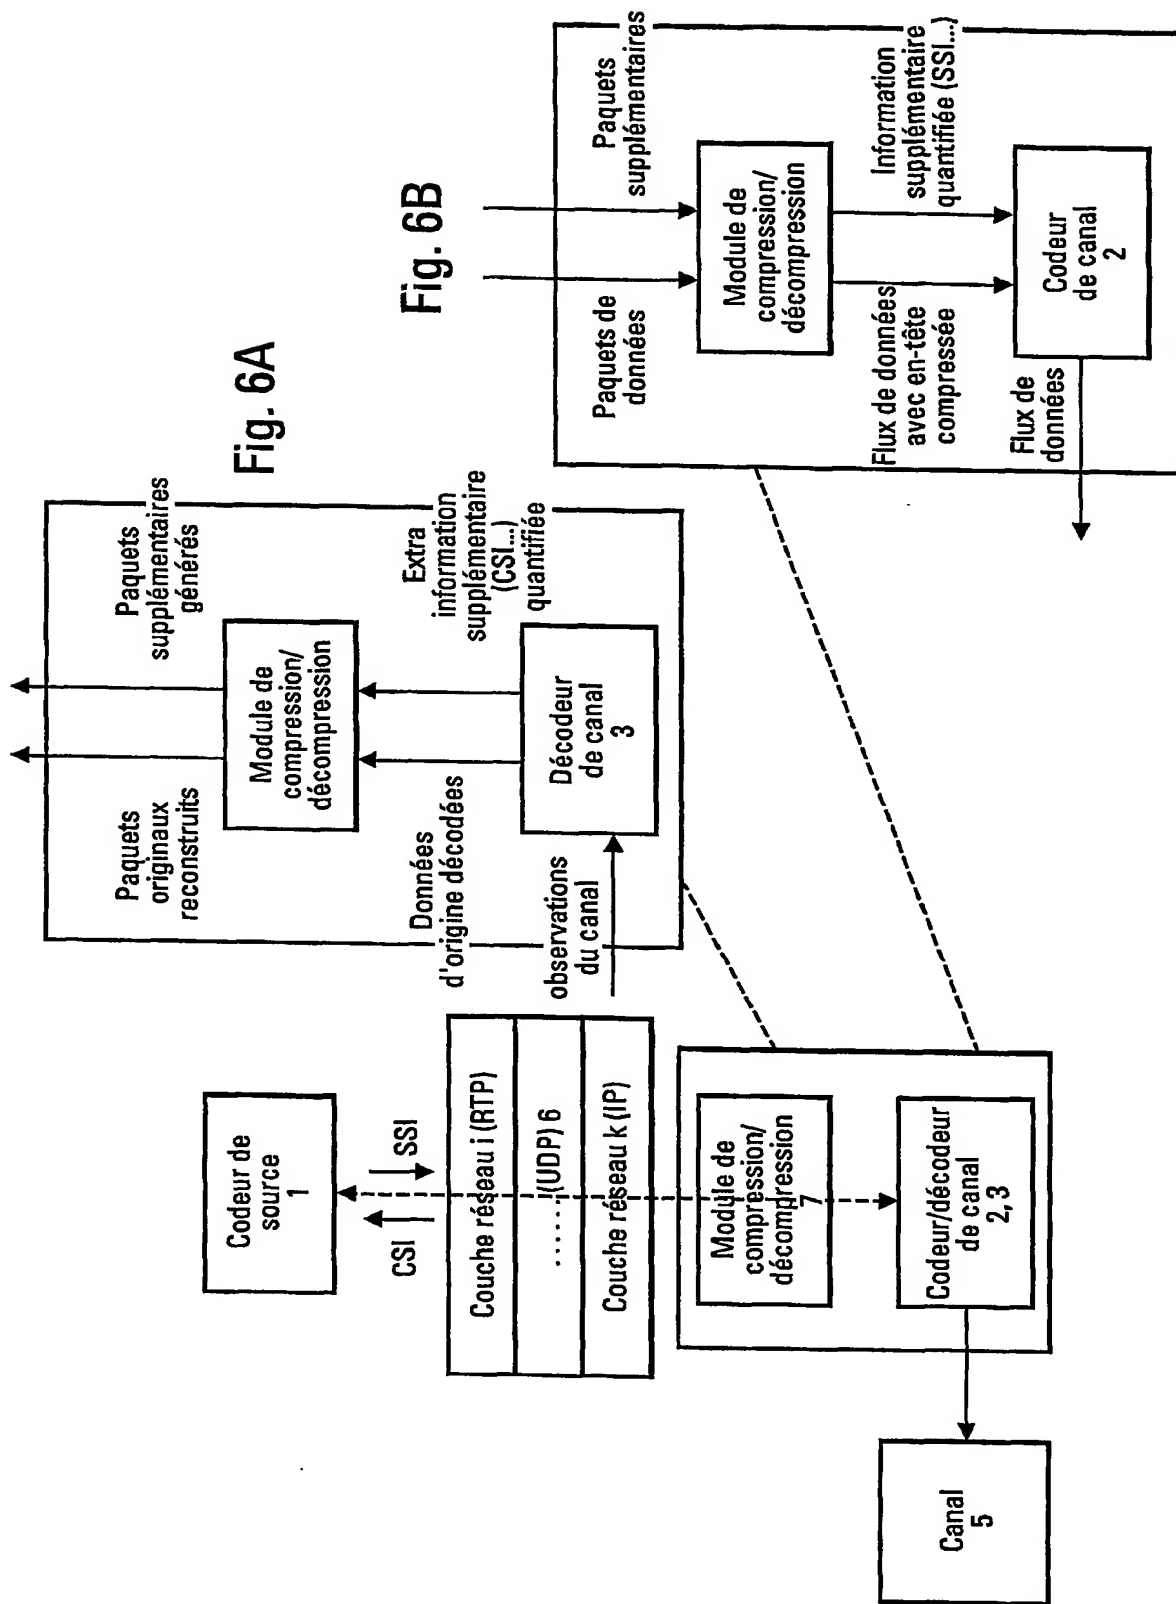 Codeur de
source
1
CSI
SSI
Couche réseau i (RTP)
.......(UDP) 6
Couche réseau k (IP)
Module de
compression/
décompression
7
Codeur/décodeur
de canal
2, 3
Canal
5
Fig. 6A
Paquets
originaux
reconstruits
Paquets
supplémentaires
générés
Module de
compression/
décompression
Données
d'origine décodées
Extra
information
supplémentaire
(CSI...)
quantifiée
observations
du canal
Décodeur
de canal
3
Fig. 6B
Paquets de
données
Paquets
supplémentaires
Module de
compression/
décompression
Flux de données
avec en-tête
compressée
Information
supplémentaire
quantifiée (SSI...)
Flux de
données
Codeur
de canal
2